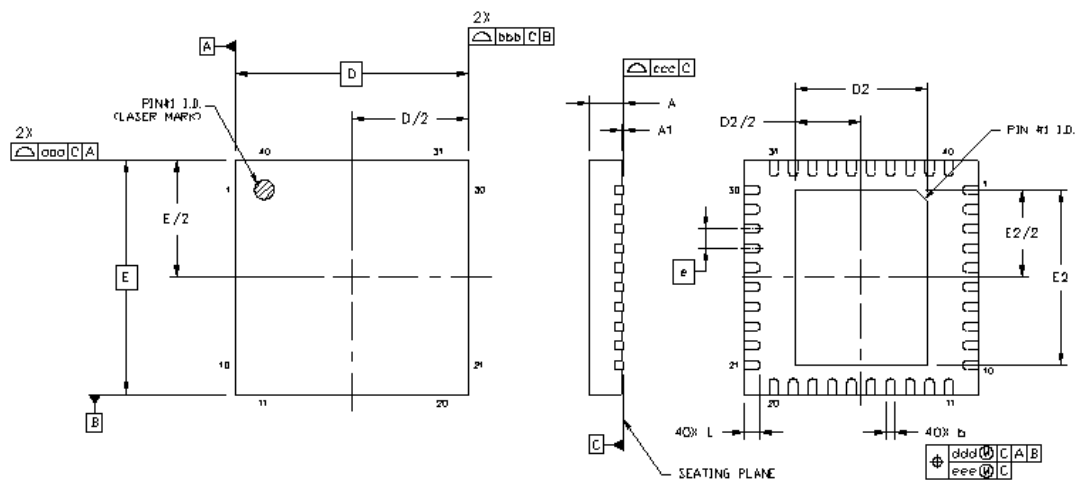 2X
bbb C B
A
D
ccc C
PIN#1 I.D.
(LASER MARK)
D/2
A
A1
D2
D2/2
PIN #1 I.D.
2X
aaa C A
40
31
31
40
1
30
30
1
E/2
E
e
E2/2
E2
10
21
21
10
11
20
20
11
B
C
40X L
40X b
SEATING PLANE
ddd Ⓜ C A B
eee Ⓜ C